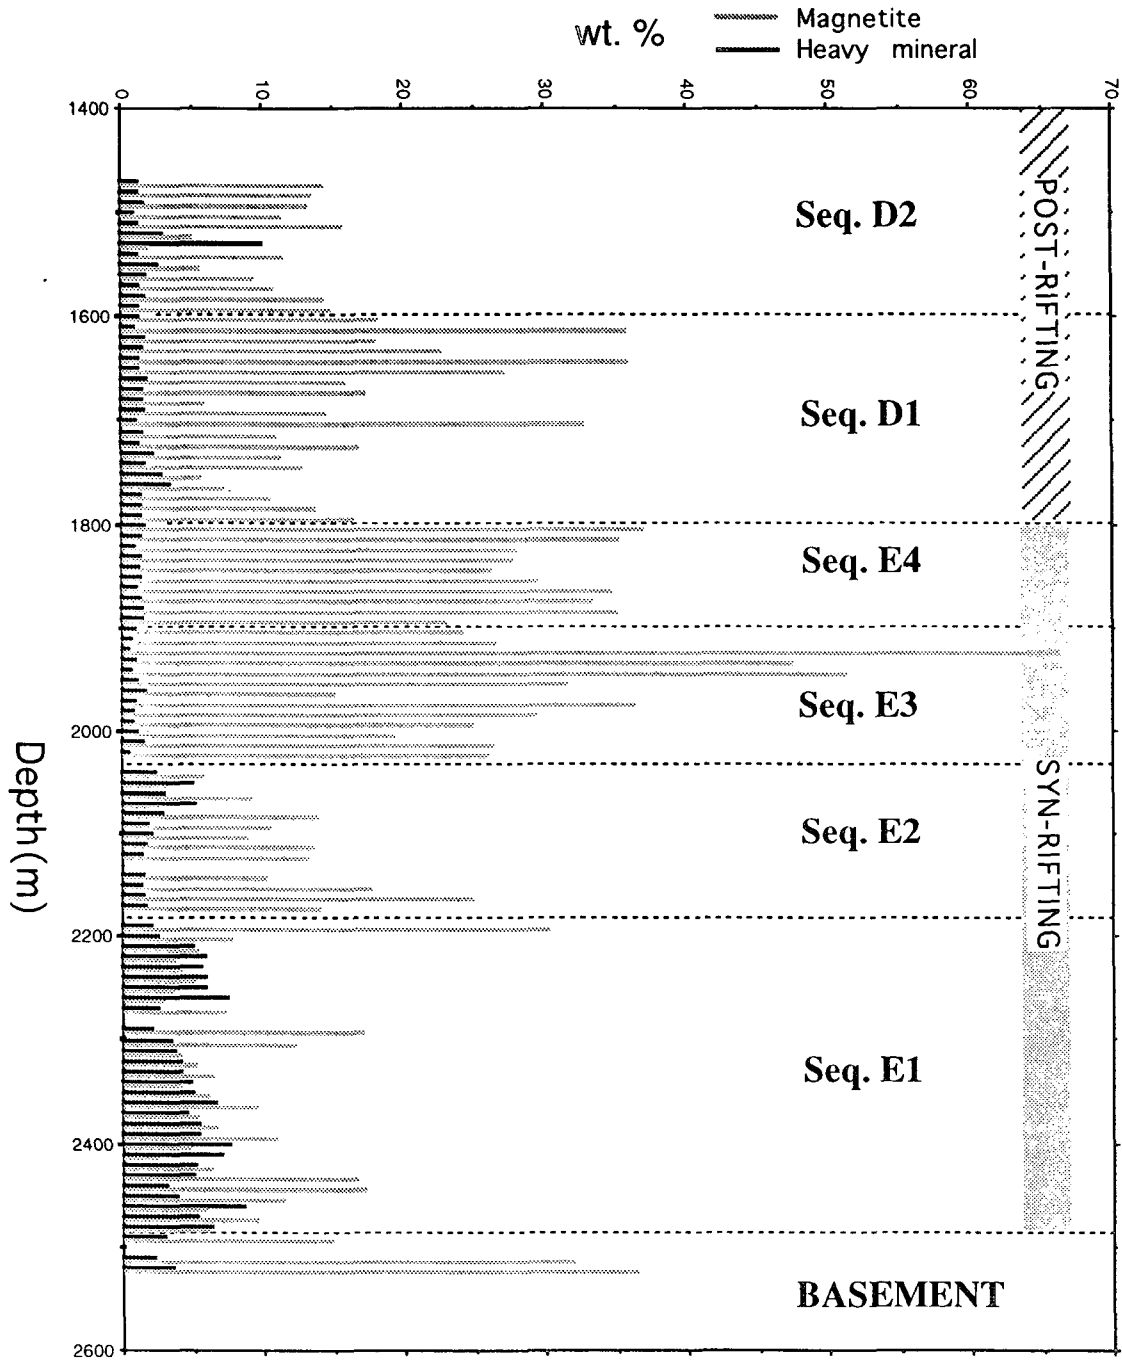 wt. %
Magnetite
Heavy mineral
0 10 20 30 40 50 60 70
1400
1600
1800
2000
2200
2400
2600
Depth(m)
Seq. D2
Seq. D1
Seq. E4
Seq. E3
Seq. E2
Seq. E1
BASEMENT
POST-RIFTING
SYN-RIFTING